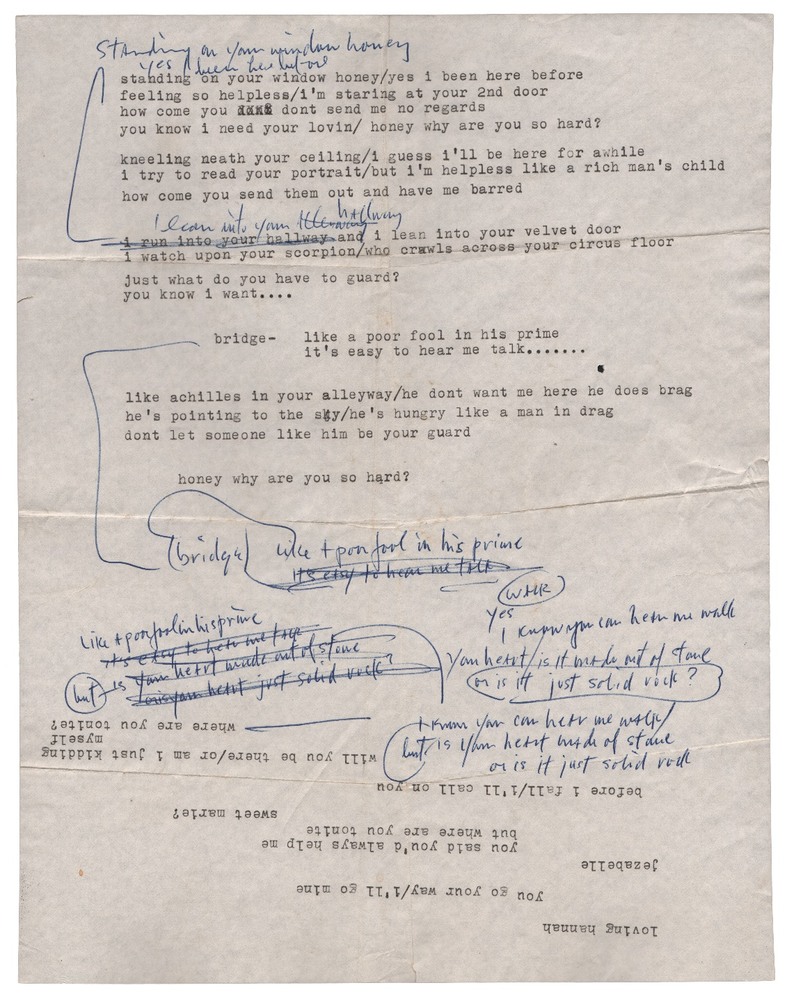 Standing on your window honey
yes i been here before
standing on your window honey/yes i been here before
feeling so helpless/i'm staring at your 2nd door
how come you dont send me no regards
you know i need your lovin/ honey why are you so hard?
kneeling neath your ceiling/i guess i'll be here for awhile
i try to read your portrait/but i'm helpless like a rich man's child
how come you send them out and have me barred
I lean into your hallway
i run into your hallway and i lean into your velvet door
i watch upon your scorpion/who crawls across your circus floor
just what do you have to guard?
you know i want....
bridge- like a poor fool in his prime
it's easy to hear me talk.......
like achilles in your alleyway/he dont want me here he does brag
he's pointing to the sky/he's hungry like a man in drag
dont let someone like him be your guard
honey why are you so hard?
(bridge) Like A poor fool in his prime
it's easy to hear me talk
WALK
yes
I know you can hear me walk
Like A poor fool in his prime
it's easy to hear me talk
but is your heart made out of stone
or is your heart just solid rock?
Your heart/is it made out of stone
or is it just solid rock?
I know you can hear me walk/
but/is your heart made of stone
or is it just solid rock
loving hannah
you go your way/i'll go mine
jezabelle
you said you'd always help me
but where are you tonite
sweet marie?
before i fall/i'll call on you
will you be there/or am i just kidding
myself
where are you tonite?